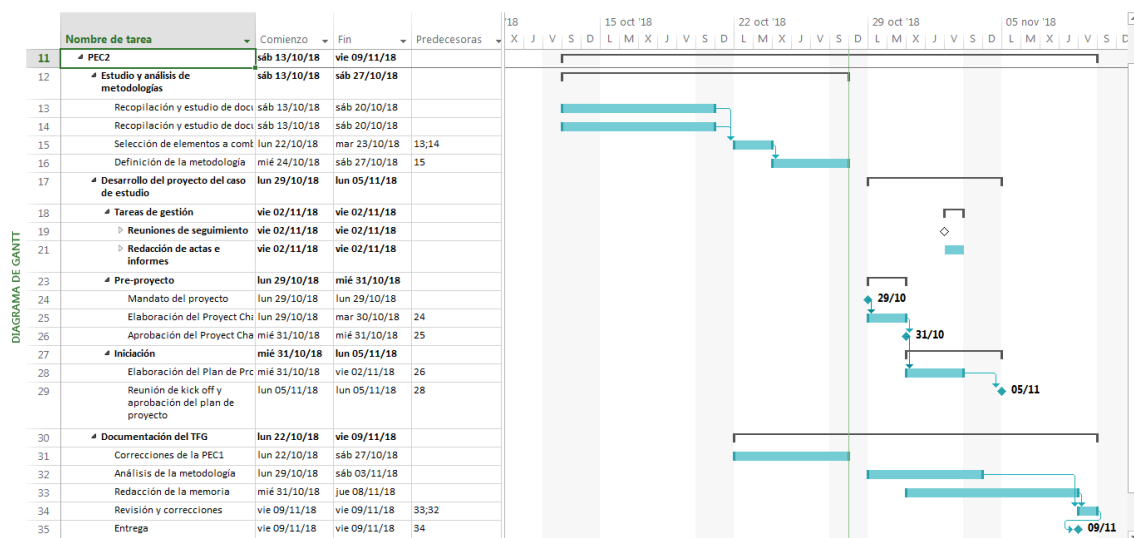 '18 15 oct '18 22 oct '18 29 oct '18 05 nov '18
Nombre de tarea Comienzo Fin Predecesoras X J V S D L M X J V S D L M X J V S D L M X J V S D L M X J V S D
11 PEC2 sáb 13/10/18 vie 09/11/18
12 Estudio y análisis de sáb 13/10/18 sáb 27/10/18
metodologías
13 Recopilación y estudio de docu sáb 13/10/18 sáb 20/10/18
14 Recopilación y estudio de docu sáb 13/10/18 sáb 20/10/18
15 Selección de elementos a comb lun 22/10/18 mar 23/10/18 13;14
16 Definición de la metodología mié 24/10/18 sáb 27/10/18 15
17 Desarrollo del proyecto del caso lun 29/10/18 lun 05/11/18
de estudio
18 Tareas de gestión vie 02/11/18 vie 02/11/18
19 Reuniones de seguimiento vie 02/11/18 vie 02/11/18
21 Redacción de actas e vie 02/11/18 vie 02/11/18
informes
23 Pre-proyecto lun 29/10/18 mié 31/10/18
24 Mandato del proyecto lun 29/10/18 lun 29/10/18 29/10
25 Elaboración del Proyect Cha lun 29/10/18 mar 30/10/18 24
26 Aprobación del Proyect Cha mié 31/10/18 mié 31/10/18 25 31/10
27 Iniciación mié 31/10/18 lun 05/11/18
28 Elaboración del Plan de Prc mié 31/10/18 vie 02/11/18 26
29 Reunión de kick off y lun 05/11/18 lun 05/11/18 28 05/11
aprobación del plan de
proyecto
30 Documentación del TFG lun 22/10/18 vie 09/11/18
31 Correcciones de la PEC1 lun 22/10/18 sáb 27/10/18
32 Análisis de la metodología lun 29/10/18 sáb 03/11/18
33 Redacción de la memoria mié 31/10/18 jue 08/11/18
34 Revisión y correcciones vie 09/11/18 vie 09/11/18 33;32
35 Entrega vie 09/11/18 vie 09/11/18 34 09/11
DIAGRAMA DE GANTT